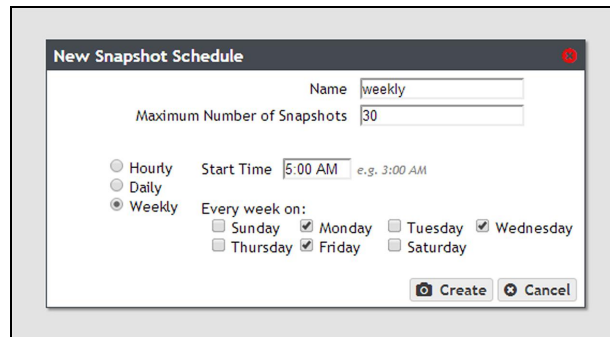 New Snapshot Schedule
Name weekly
Maximum Number of Snapshots 30
Hourly Start Time 5:00 AM e.g. 3:00 AM
Daily
Weekly Every week on:
Sunday Monday Tuesday Wednesday
Thursday Friday Saturday
Create Cancel